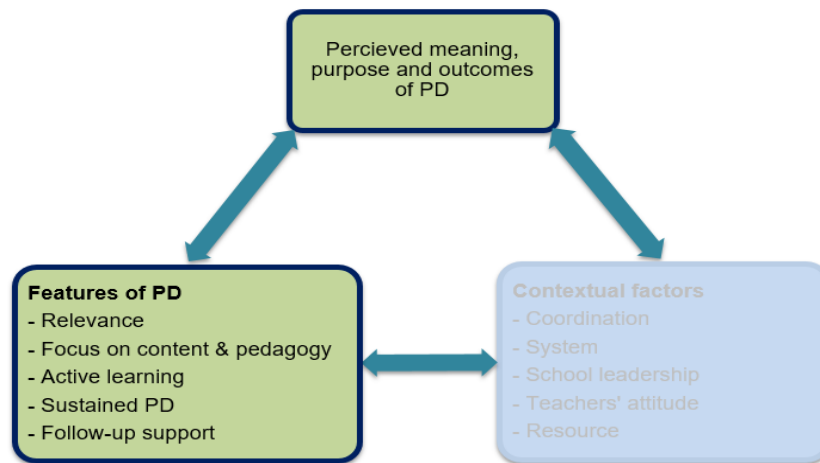 Percieved meaning,
purpose and outcomes
of PD
Features of PD
- Relevance
- Focus on content & pedagogy
- Active learning
- Sustained PD
- Follow-up support
Contextual factors
- Coordination
- System
- School leadership
- Teachers' attitude
- Resource